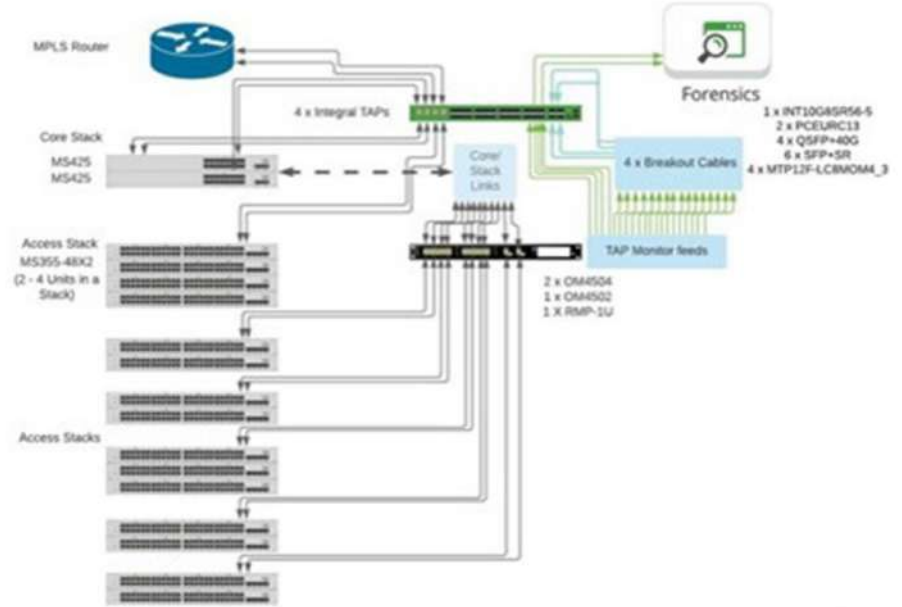 MPLS Router
4 x Integral TAPs
Forensics
1 x INT10G8SR56-5
2 x PCEURC13
4 x QSFP+40G
6 x SFP+SR
4 x MTP12F-LC8MOM4_3
Core Stack
MS425
MS425
Core/
Stack
Links
4 x Breakout Cables
TAP Monitor feeds
Access Stack
MS355-48X2
(2 - 4 Units in a
Stack)
2 x OM4504
1 x OM4502
1 X RMP-1U
Access Stacks